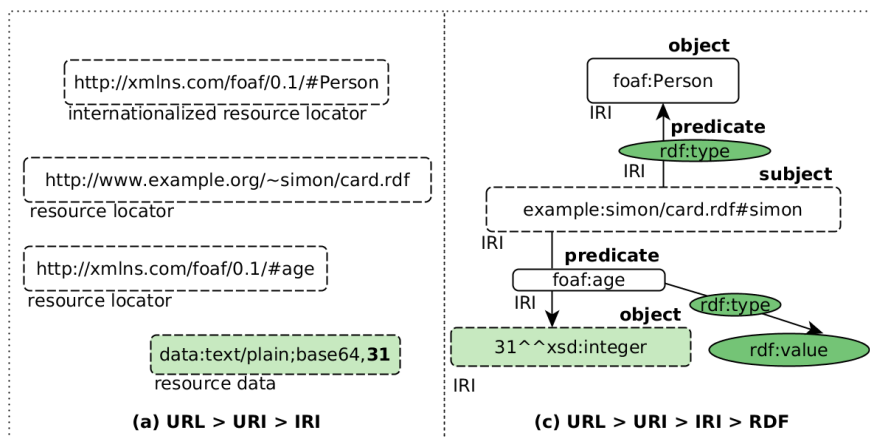 http://xmlns.com/foaf/0.1/#Person
internationalized resource locator
http://www.example.org/~simon/card.rdf
resource locator
http://xmlns.com/foaf/0.1/#age
resource locator
data:text/plain;base64,31
resource data
(a) URL > URI > IRI
object
foaf:Person
IRI
predicate
rdf:type
IRI
subject
example:simon/card.rdf#simon
IRI
predicate
foaf:age
IRI
rdf:type
object
31^^xsd:integer
rdf:value
IRI
(c) URL > URI > IRI > RDF